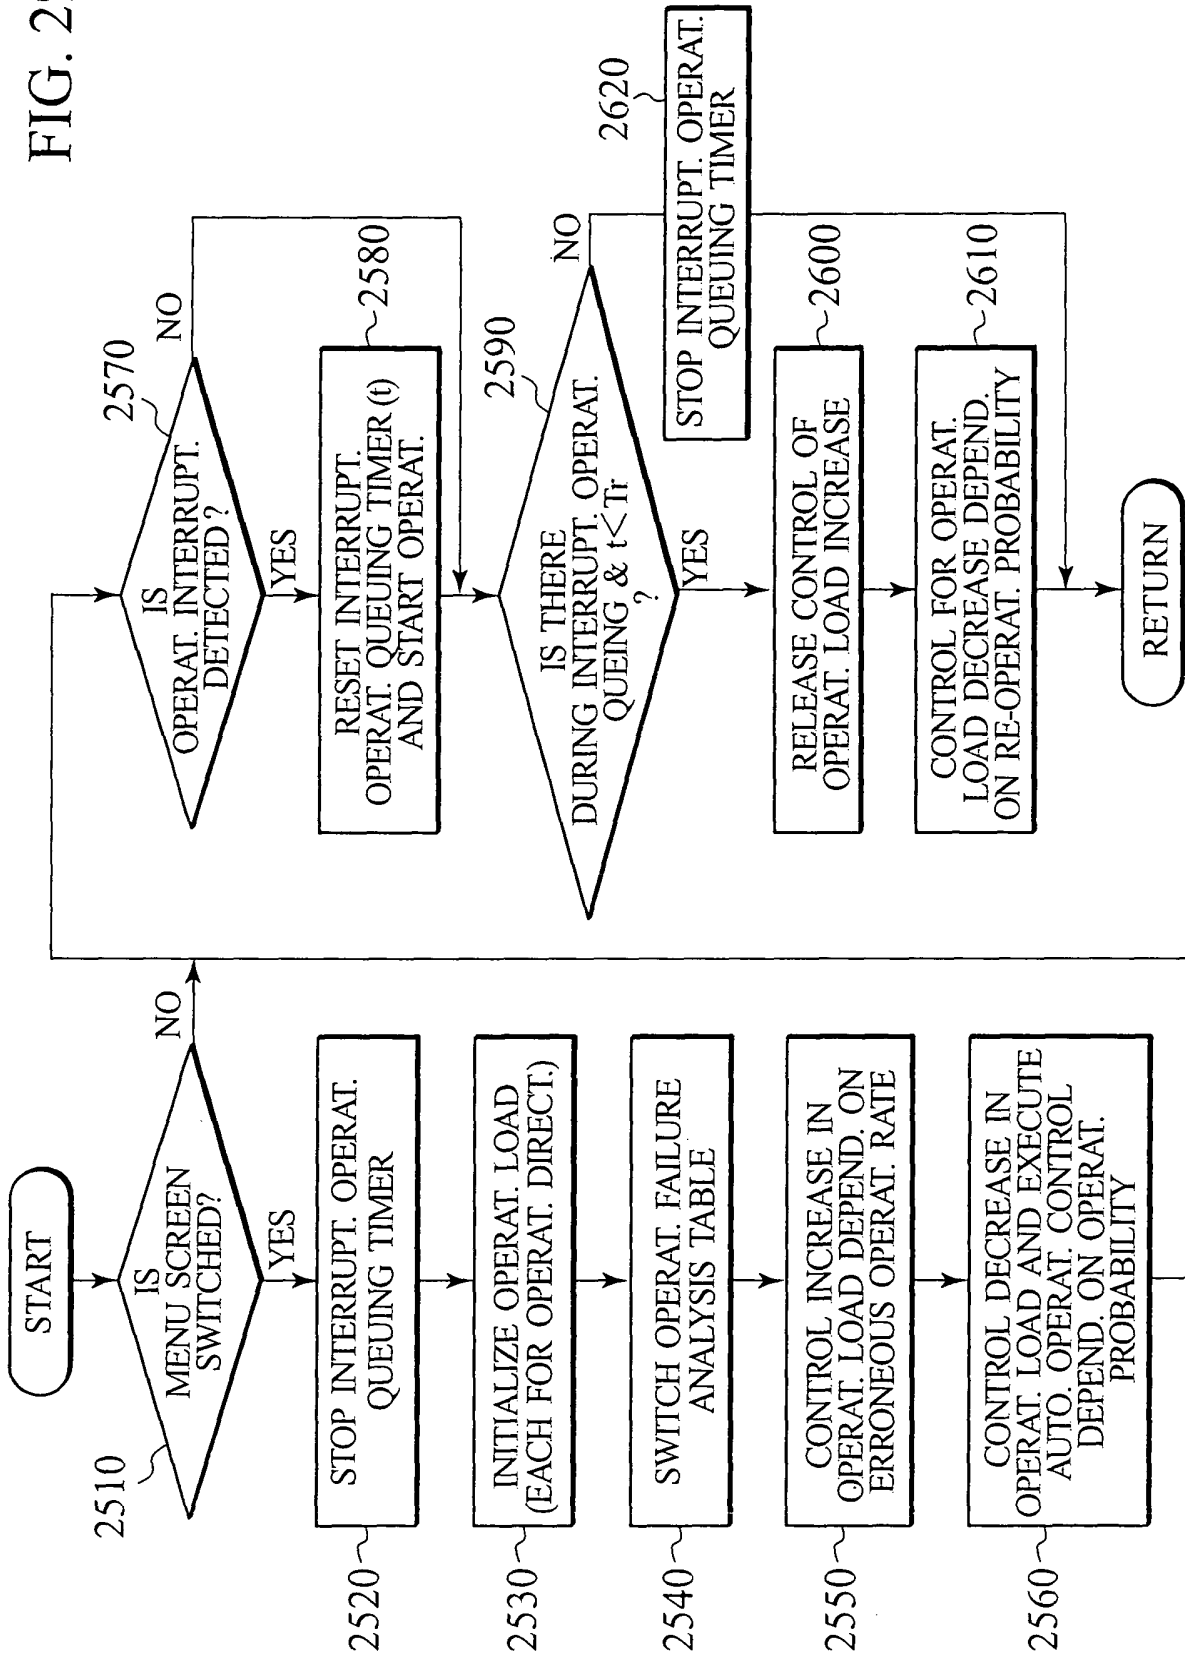 FIG. 2
START
IS
MENU SCREEN
SWITCHED?
2510
NO
YES
STOP INTERRUPT. OPERAT.
QUEUING TIMER
2520
INITIALIZE OPERAT. LOAD
(EACH FOR OPERAT. DIRECT.)
2530
SWITCH OPERAT. FAILURE
ANALYSIS TABLE
2540
CONTROL INCREASE IN
OPERAT. LOAD DEPEND. ON
ERRONEOUS OPERAT. RATE
2550
CONTROL DECREASE IN
OPERAT. LOAD AND EXECUTE
AUTO. OPERAT. CONTROL
DEPEND. ON OPERAT.
PROBABILITY
2560
IS
OPERAT. INTERRUPT.
DETECTED?
2570
NO
YES
RESET INTERRUPT.
OPERAT. QUEUING TIMER (t)
AND START OPERAT.
2580
IS THERE
DURING INTERRUPT. OPERAT.
QUEING & t<Tr
?
2590
NO
YES
STOP INTERRUPT. OPERAT.
QUEUING TIMER
2620
RELEASE CONTROL OF
OPERAT. LOAD INCREASE
2600
CONTROL FOR OPERAT.
LOAD DECREASE DEPEND.
ON RE-OPERAT. PROBABILITY
2610
RETURN